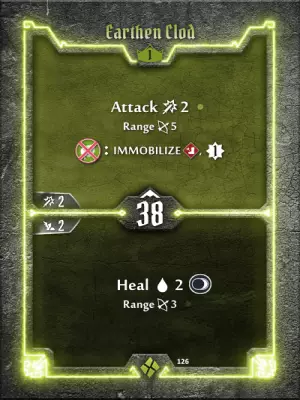 Earthen Clod
1
Attack 2
Range 5
: IMMOBILIZE , 1
2
38
2
Heal 2
Range 3
126